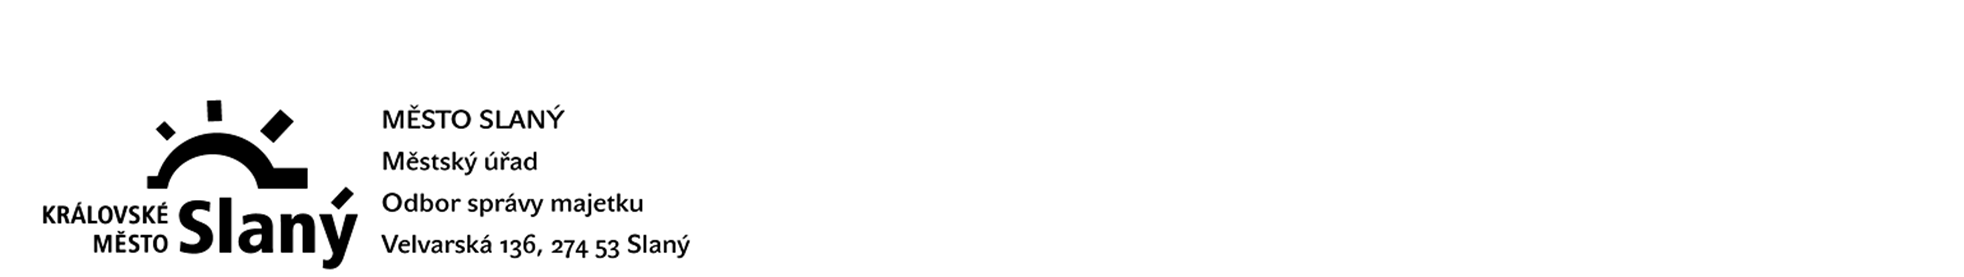 KRÁLOVSKÉ
MĚSTO
Slaný
MĚSTO SLANÝ
Městský úřad
Odbor správy majetku
Velvarská 136, 274 53 Slaný